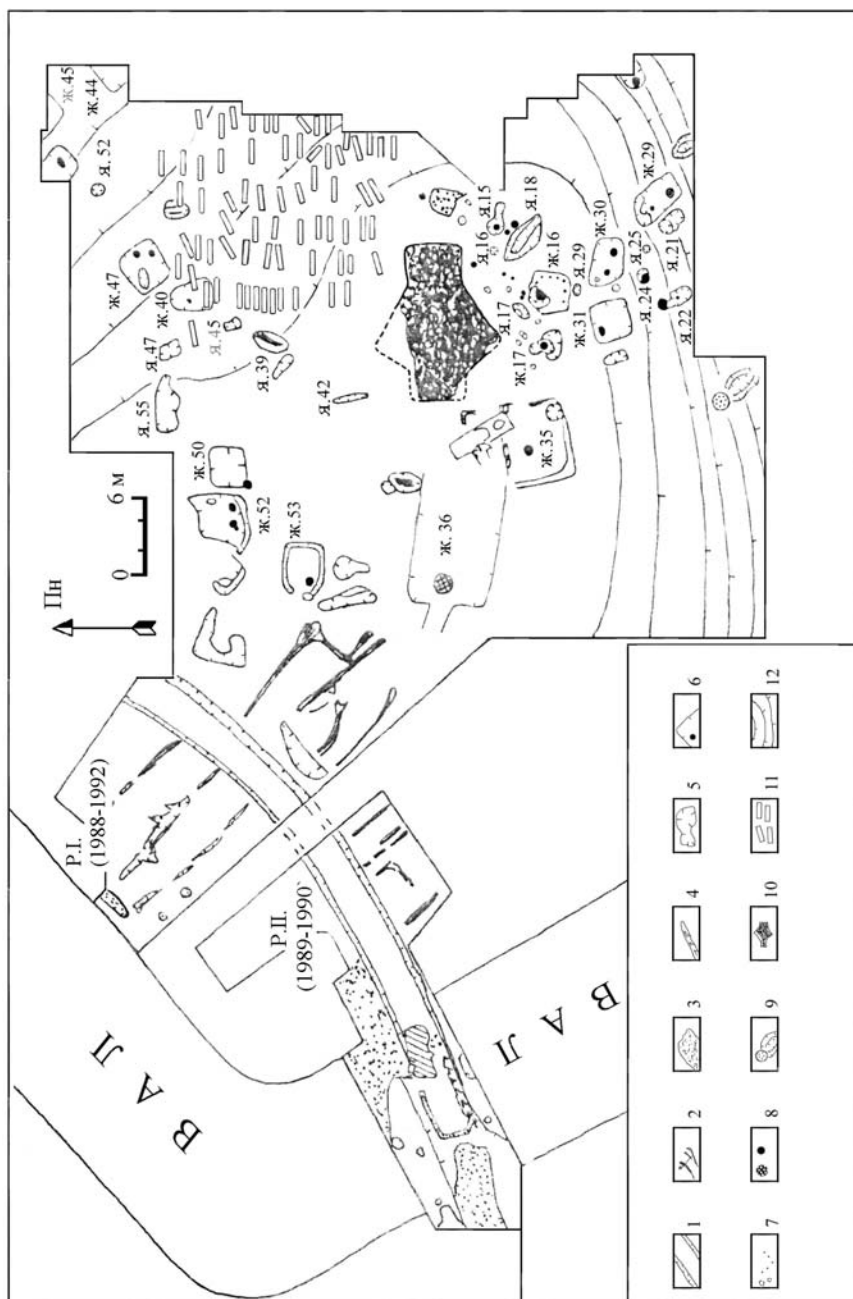 Пн
0 6 м
Р.I.
(1988-1992)
Р.II.
(1989-1990)
ВАЛ
ВАЛ
ж.45
ж.44
я.52
ж.47
ж.40
я.45
я.47
я.39
я.55
я.42
ж.50
ж.52
ж.53
ж.36
ж.35
я.15
я.16
я.18
ж.16
я.17
ж.17
я.29
ж.30
ж.31
ж.29
я.25
я.21
я.24
я.22
1 2 3 4 5 6
7 8 9 10 11 12